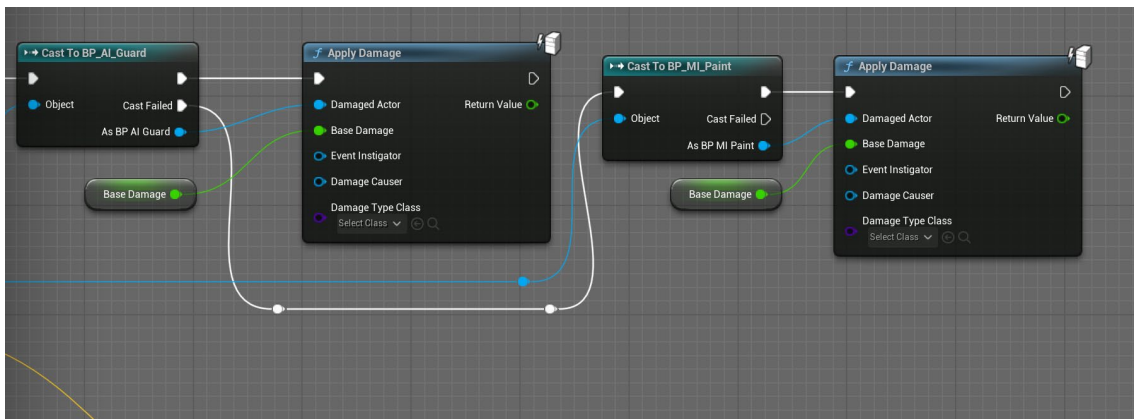 Cast To BP_AI_Guard
Object
Cast Failed
As BP AI Guard
Base Damage
Apply Damage
Damaged Actor
Return Value
Base Damage
Event Instigator
Damage Causer
Damage Type Class
Select Class
Cast To BP_MI_Paint
Object
Cast Failed
As BP MI Paint
Base Damage
Apply Damage
Damaged Actor
Return Value
Base Damage
Event Instigator
Damage Causer
Damage Type Class
Select Class